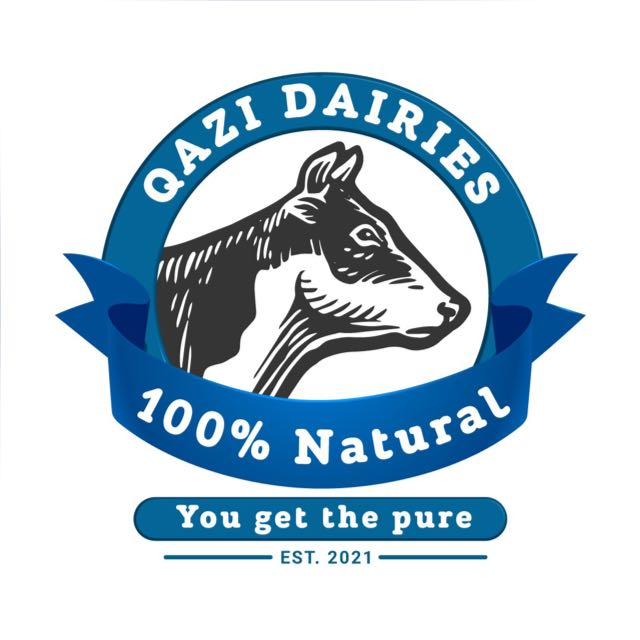 QAZI DAIRIES
100% Natural
You get the pure
EST. 2021